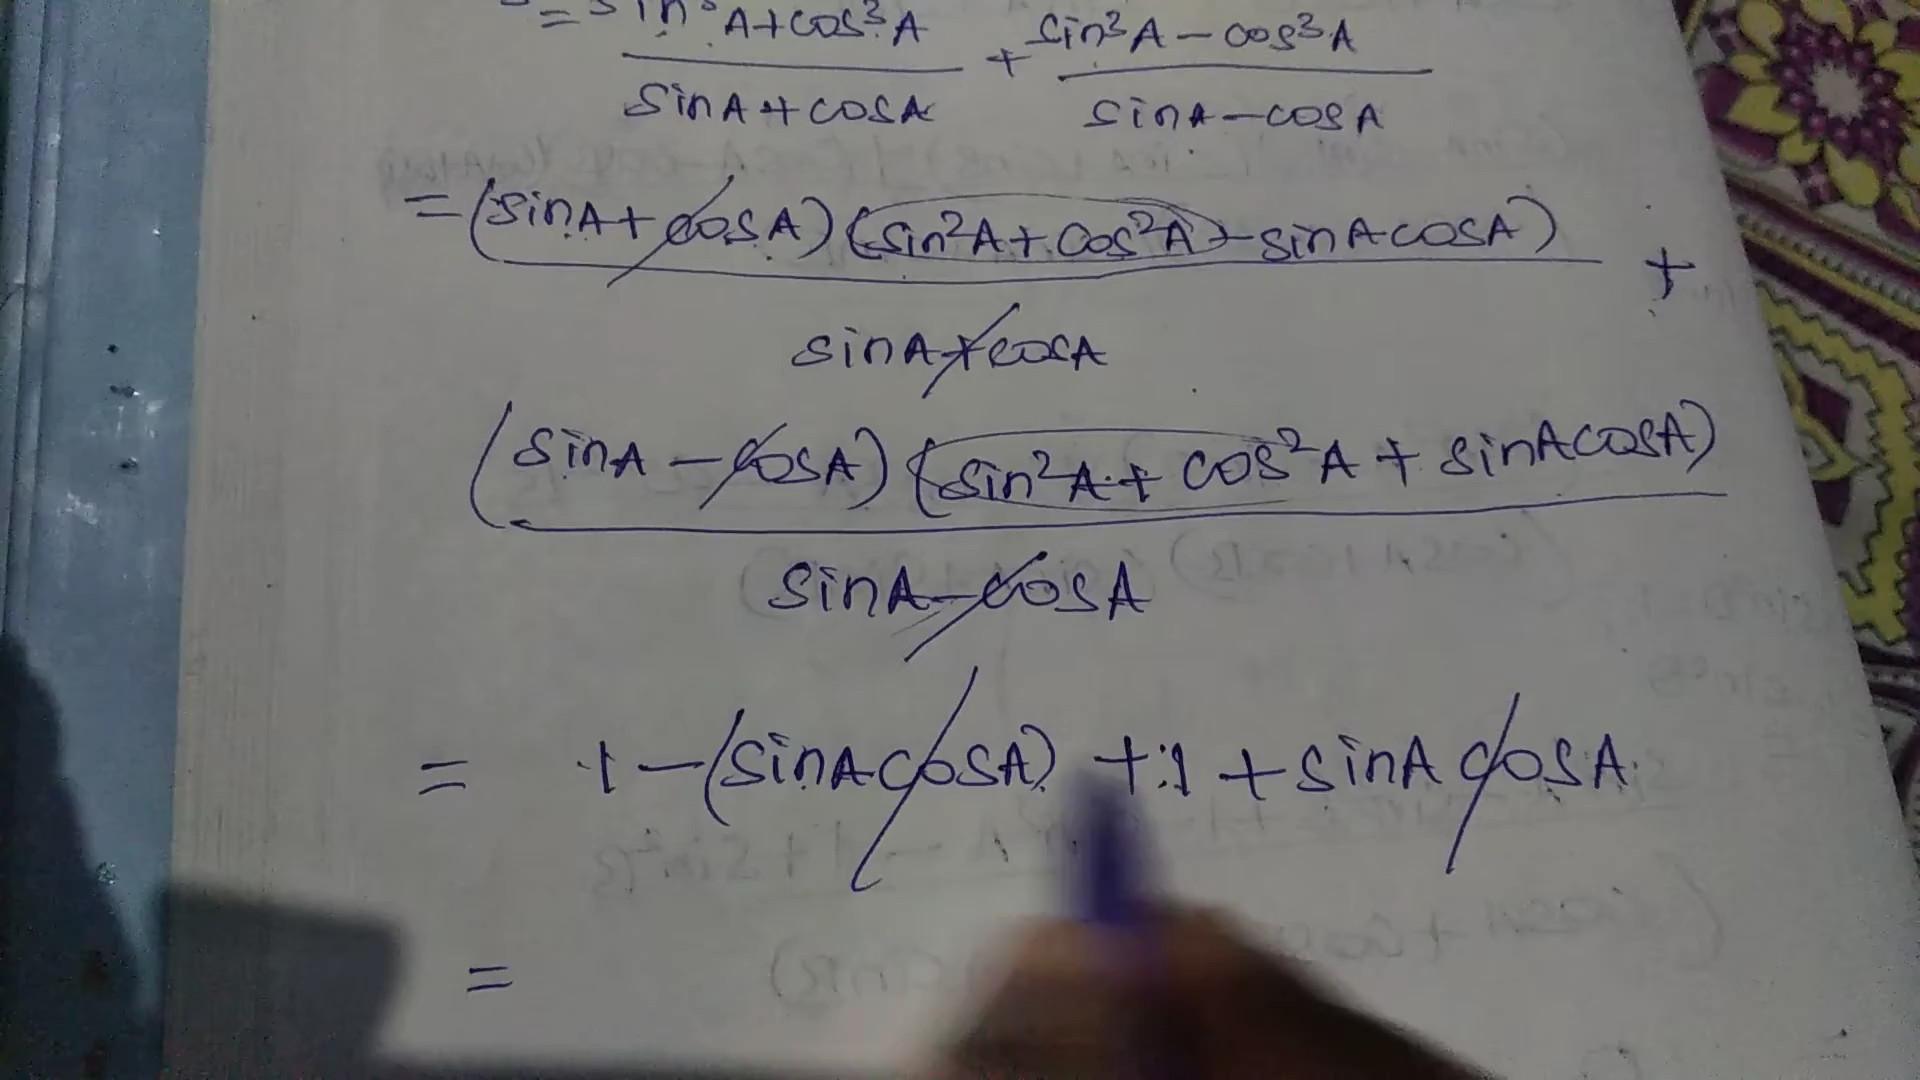 = sin³A+cos³A + sin³A-cos³A
sinA+cosA sinA-cosA
= (sinA+cosA) (sin²A+cos²A-sinAcosA) +
sinA+cosA
(sinA-cosA) (sin²A+cos²A+sinAcosA)
sinA-cosA
= 1-(sinAcosA) +1+sinAcosA
=